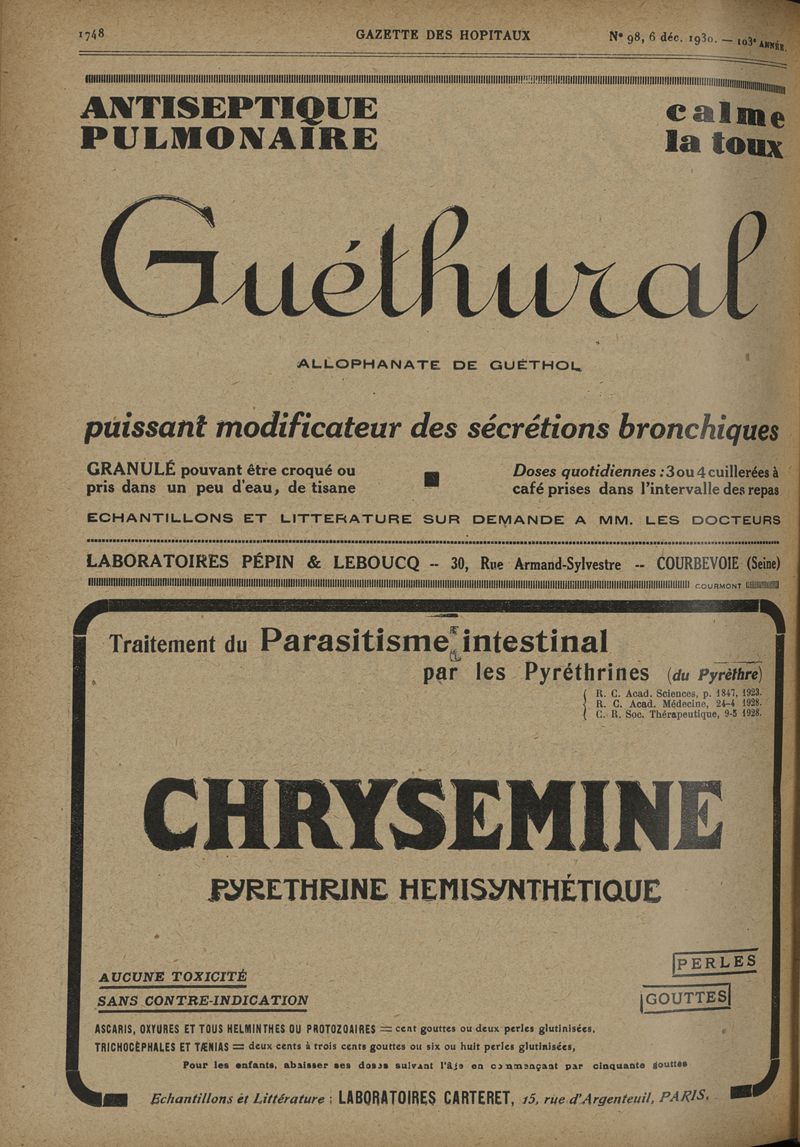 1748
GAZETTE DES HOPITAUX
N° 98, 6 déc. 1930. — 103e ANNÉE.
ANTISEPTIQUE
PULMONAIRE
calme
la toux
Guéthural
ALLOPHANATE DE GUÉTHOL
puissant modificateur des sécrétions bronchiques
GRANULÉ pouvant être croqué ou
pris dans un peu d'eau, de tisane
Doses quotidiennes : 3 ou 4 cuillerées à
café prises dans l'intervalle des repas
ECHANTILLONS ET LITTERATURE SUR DEMANDE A MM. LES DOCTEURS
LABORATOIRES PÉPIN & LEBOUCQ -- 30, Rue Armand-Sylvestre -- COURBEVOIE (Seine)
COURMONT
Traitement du Parasitisme intestinal
par les Pyréthrines (du Pyrèthre)
R. C. Acad. Sciences, p. 1847, 1923.
R. C. Acad. Médecine, 24-4 1928.
C. R. Soc. Thérapeutique, 9-5 1928.
CHRYSEMINE
PYRETHRINE HEMISYNTHÉTIQUE
AUCUNE TOXICITÉ
SANS CONTRE-INDICATION
PERLES
GOUTTES
ASCARIS, OXYURES ET TOUS HELMINTHES OU PROTOZOAIRES = cent gouttes ou deux perles glutinisées,
TRICHOCÉPHALES ET TÆNIAS = deux cents à trois cents gouttes ou six ou huit perles glutinisées,
Pour les enfants, abaisser ses doses suivant l'âge en commençant par cinquante gouttes
Echantillons et Littérature : LABORATOIRES CARTERET, 15, rue d'Argenteuil, PARIS.